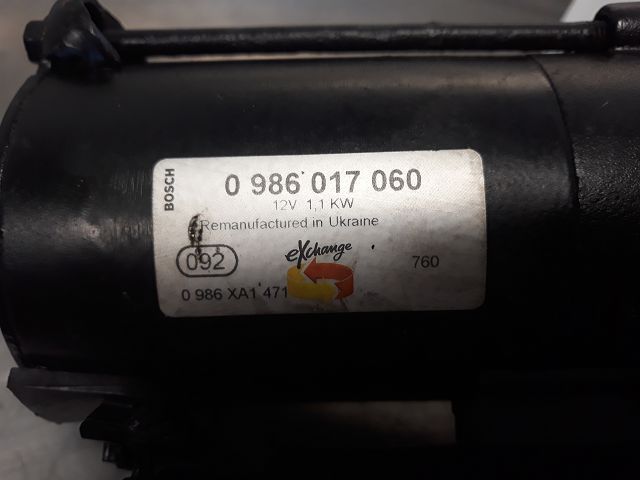 BOSCH
0 986 017 060
12V 1,1 KW
Remanufactured in Ukraine
092
eXchange
760
0 986 XA1 471